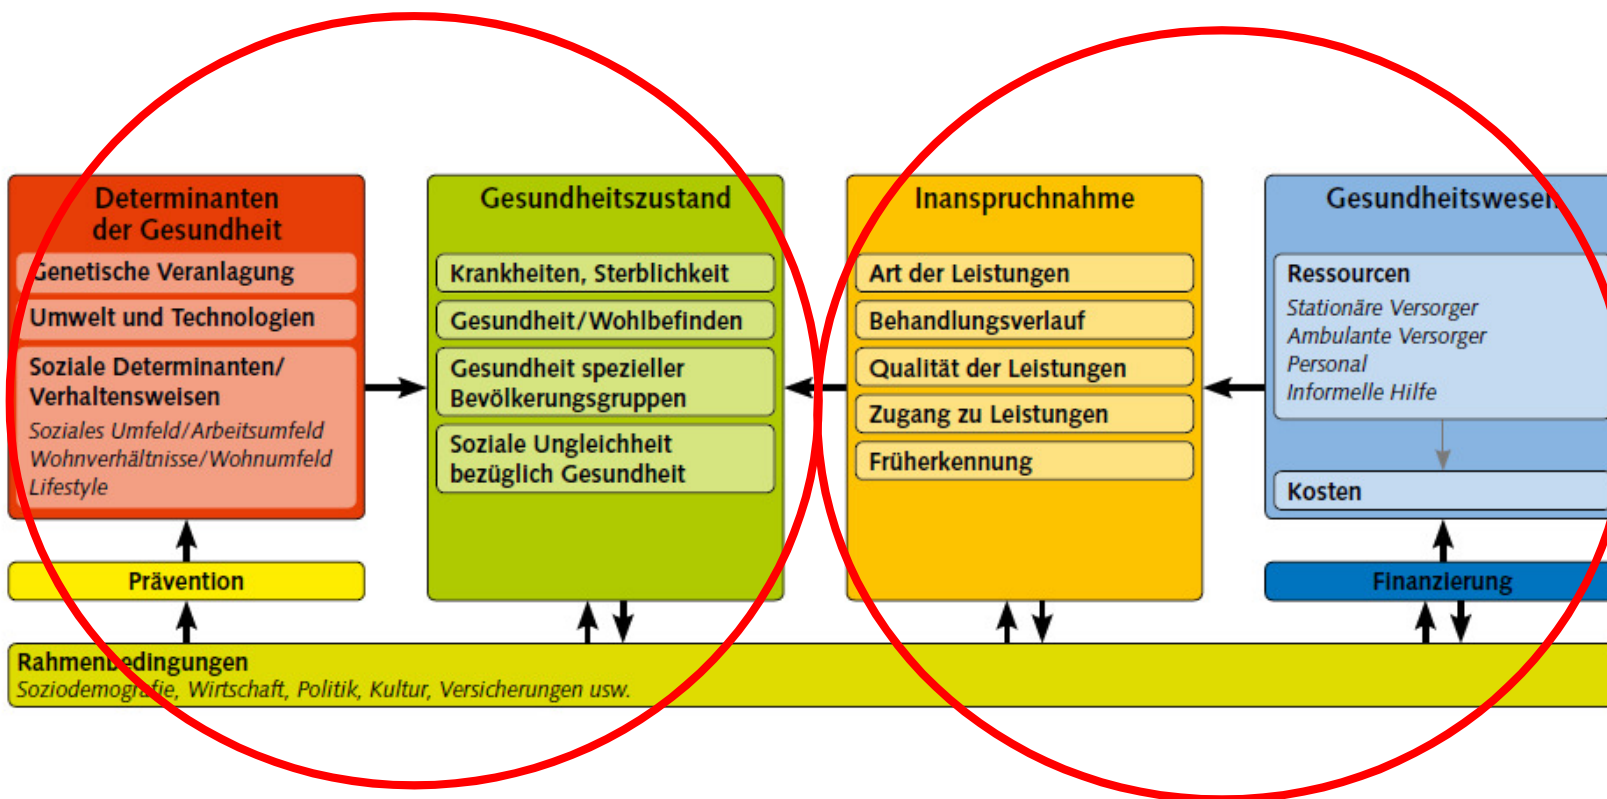 Determinanten
der Gesundheit
Genetische Veranlagung
Umwelt und Technologien
Soziale Determinanten/
Verhaltensweisen
Soziales Umfeld/Arbeitsumfeld
Wohnverhältnisse/Wohnumfeld
Lifestyle
Prävention
Gesundheitszustand
Krankheiten, Sterblichkeit
Gesundheit/Wohlbefinden
Gesundheit spezieller
Bevölkerungsgruppen
Soziale Ungleichheit
bezüglich Gesundheit
Inanspruchnahme
Art der Leistungen
Behandlungsverlauf
Qualität der Leistungen
Zugang zu Leistungen
Früherkennung
Gesundheitswesen
Ressourcen
Stationäre Versorger
Ambulante Versorger
Personal
Informelle Hilfe
Kosten
Finanzierung
Rahmenbedingungen
Soziodemografie, Wirtschaft, Politik, Kultur, Versicherungen usw.